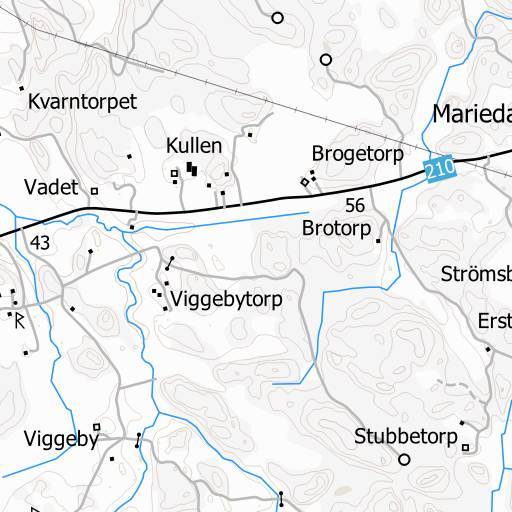 Kvarntorpet
Marieda
Kullen
Brogetorp
210
Vadet
56
Brotorp
43
Strömsb
Viggebytorp
R
Erst
Viggeby
Stubbetorp